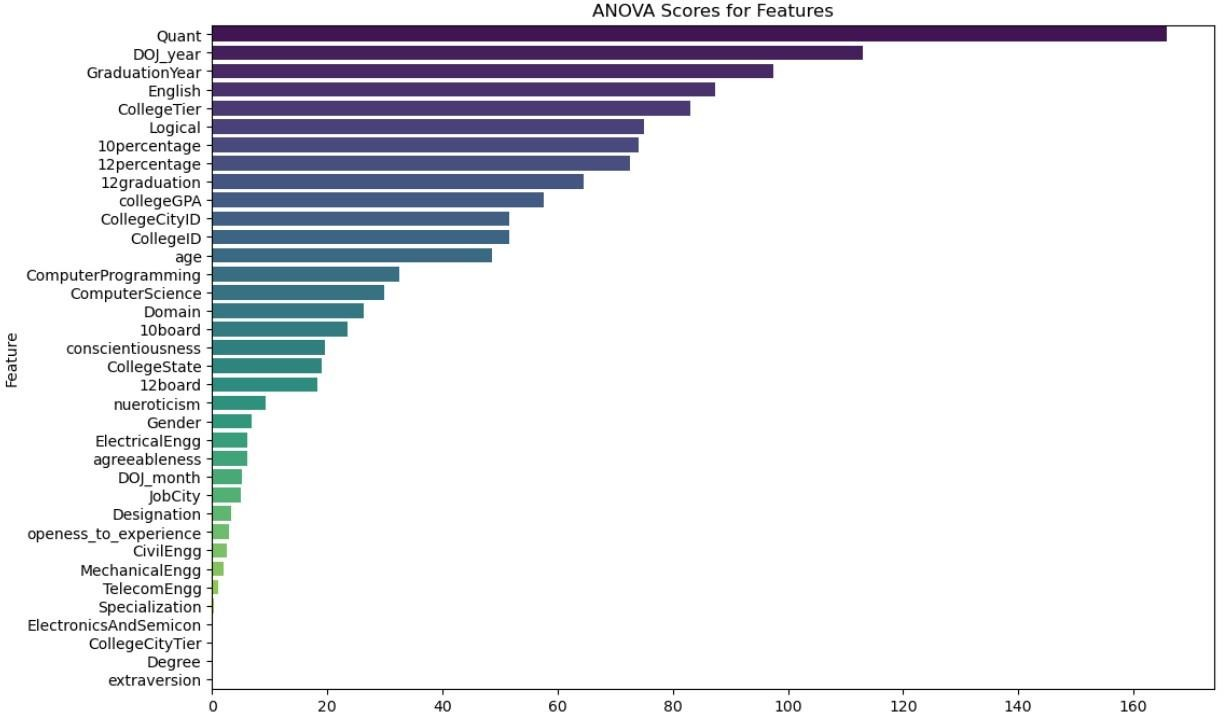 ANOVA Scores for Features
Feature
Quant
DOJ_year
GraduationYear
English
CollegeTier
Logical
10percentage
12percentage
12graduation
collegeGPA
CollegeCityID
CollegeID
age
ComputerProgramming
ComputerScience
Domain
10board
conscientiousness
CollegeState
12board
nueroticism
Gender
ElectricalEngg
agreeableness
DOJ_month
JobCity
Designation
openess_to_experience
CivilEngg
MechanicalEngg
TelecomEngg
Specialization
ElectronicsAndSemicon
CollegeCityTier
Degree
extraversion
0 20 40 60 80 100 120 140 160